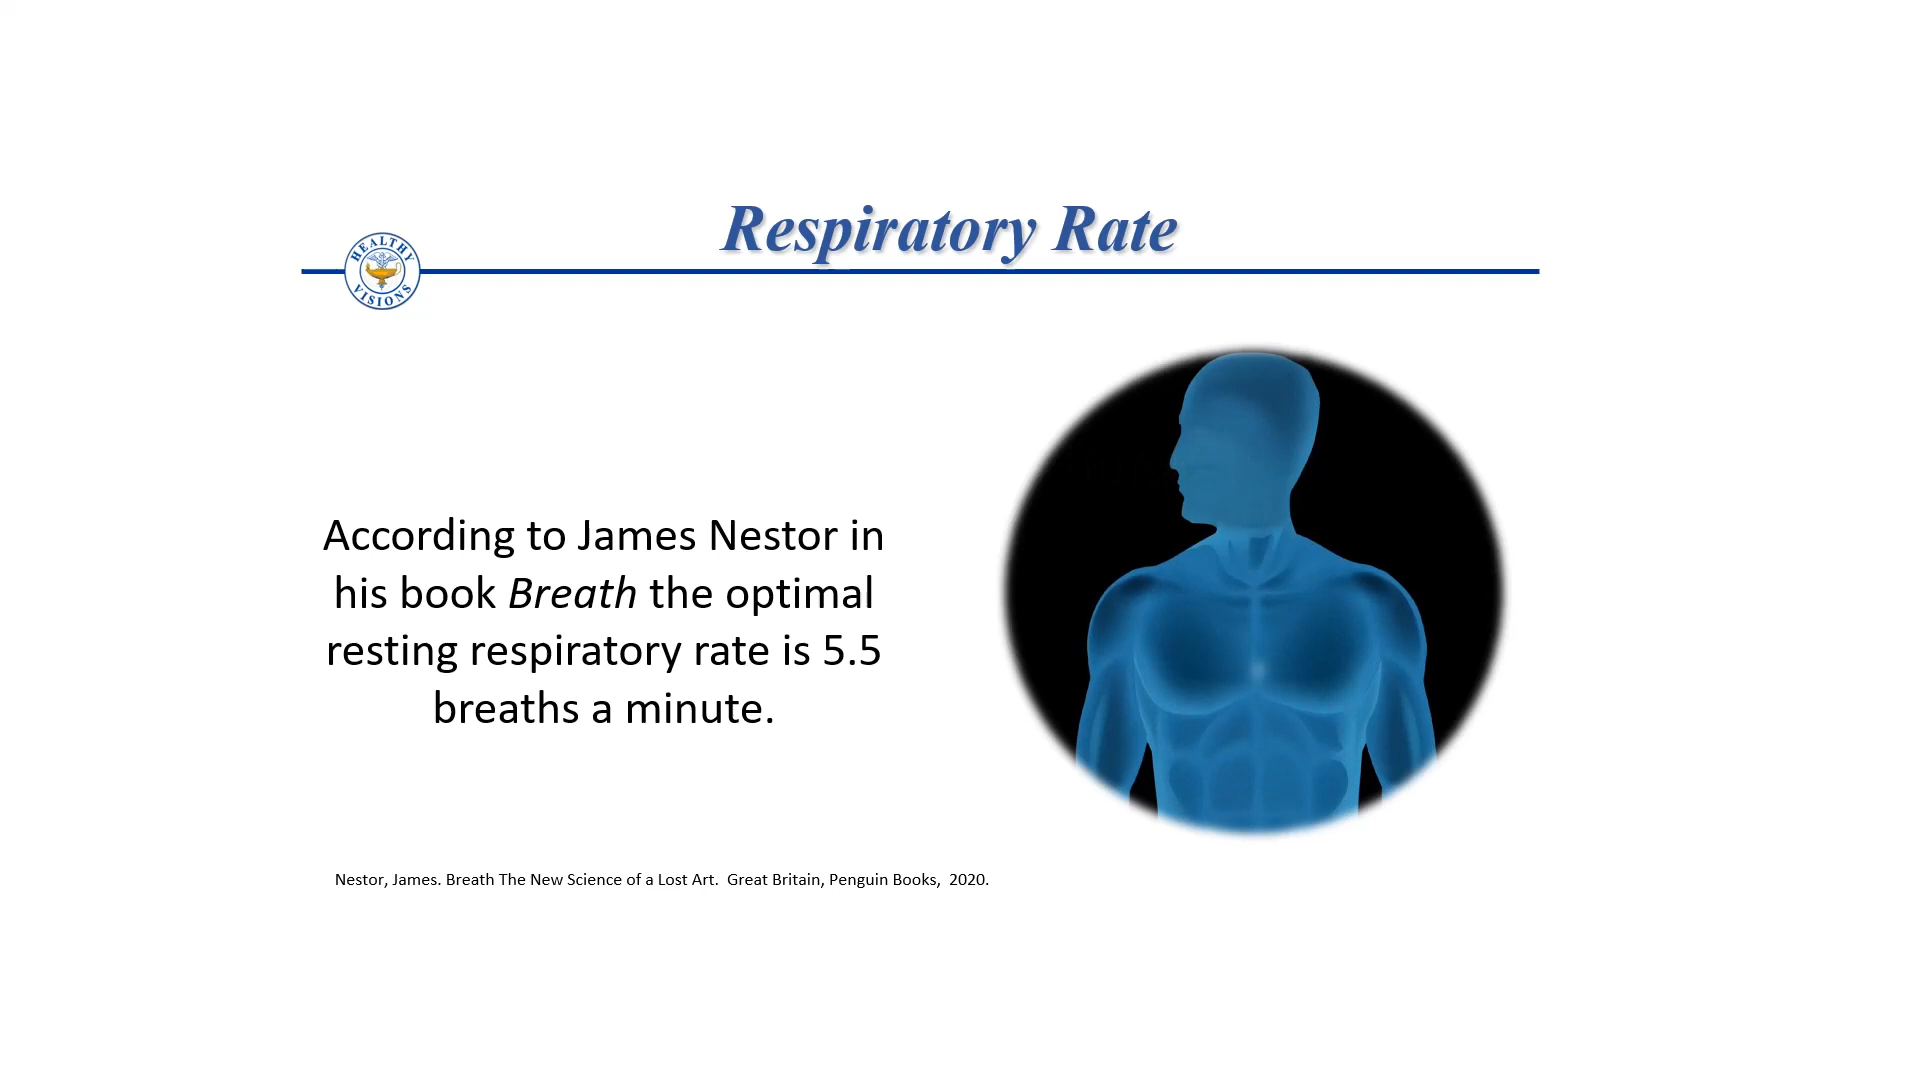 Respiratory Rate
HEALTHY
VISIONS
According to James Nestor in
his book Breath the optimal
resting respiratory rate is 5.5
breaths a minute.
Nestor, James. Breath The New Science of a Lost Art.  Great Britain, Penguin Books,  2020.